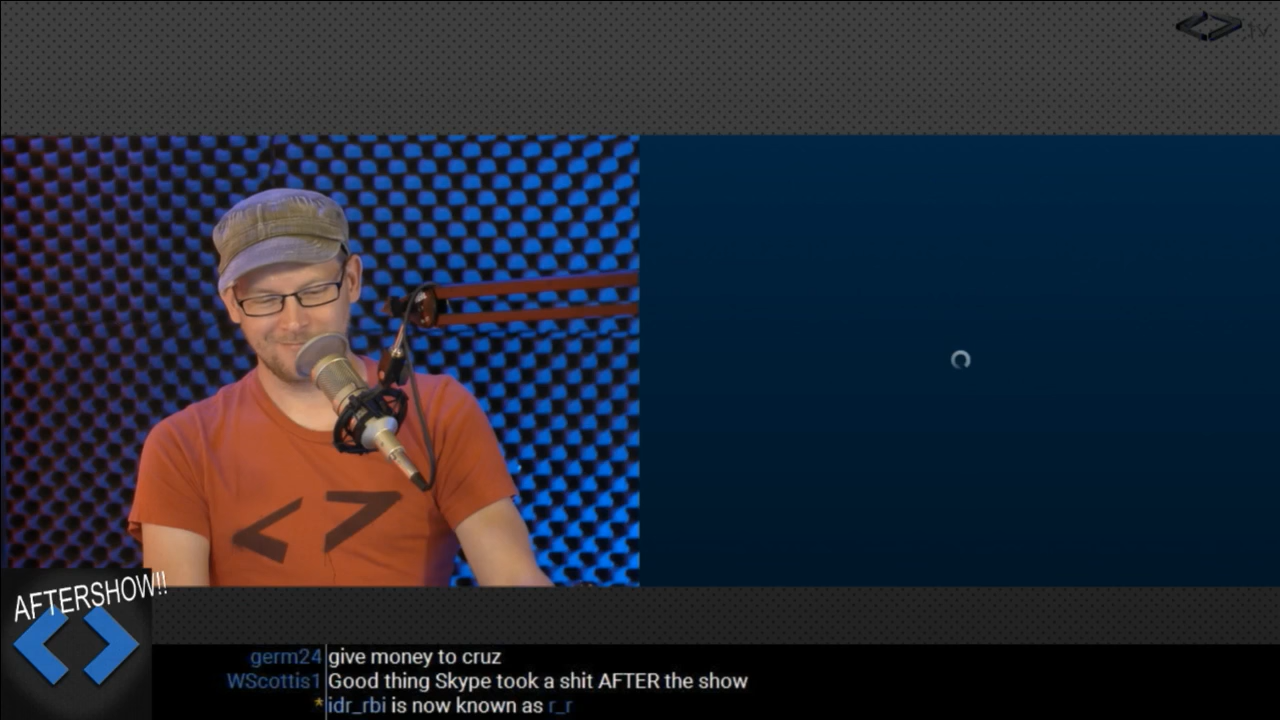 .tv
AFTERSHOW!!
germ24 give money to cruz
WScottis1 Good thing Skype took a shit AFTER the show
*idr_rbi is now known as r_r